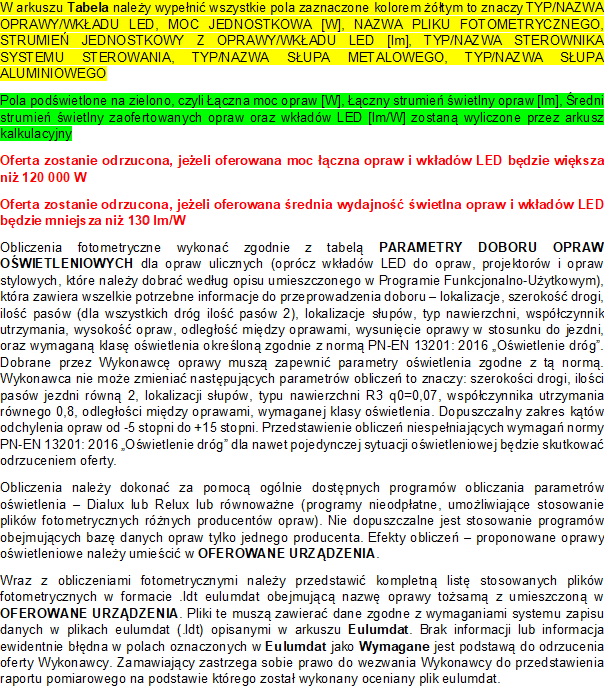 W arkuszu Tabela należy wypełnić wszystkie pola zaznaczone kolorem żółtym to znaczy TYP/NAZWA
OPRAWY/WKŁADU LED, MOC JEDNOSTKOWA [W], NAZWA PLIKU FOTOMETRYCZNEGO,
STRUMIEŃ JEDNOSTKOWY Z OPRAWY/WKŁADU LED [lm], TYP/NAZWA STEROWNIKA
SYSTEMU STEROWANIA, TYP/NAZWA SŁUPA METALOWEGO, TYP/NAZWA SŁUPA
ALUMINIOWEGO
Pola podświetlone na zielono, czyli Łączna moc opraw [W], Łączny strumień świetlny opraw [lm], Średni
strumień świetlny zaofertowanych opraw oraz wkładów LED [lm/W] zostaną wyliczone przez arkusz
kalkulacyjny
Oferta zostanie odrzucona, jeżeli oferowana moc łączna opraw i wkładów LED będzie większa
niż 120 000 W
Oferta zostanie odrzucona, jeżeli oferowana średnia wydajność świetlna opraw i wkładów LED
będzie mniejsza niż 130 lm/W
Obliczenia fotometryczne wykonać zgodnie z tabelą PARAMETRY DOBORU OPRAW
OŚWIETLENIOWYCH dla opraw ulicznych (oprócz wkładów LED do opraw, projektorów i opraw
stylowych, które należy dobrać według opisu umieszczonego w Programie Funkcjonalno-Użytkowym),
która zawiera wszelkie potrzebne informacje do przeprowadzenia doboru – lokalizacje, szerokość drogi,
ilość pasów (dla wszystkich dróg ilość pasów 2), lokalizacje słupów, typ nawierzchni, współczynnik
utrzymania, wysokość opraw, odległość między oprawami, wysunięcie oprawy w stosunku do jezdni,
oraz wymaganą klasę oświetlenia określoną zgodnie z normą PN-EN 13201: 2016 „Oświetlenie dróg”.
Dobrane przez Wykonawcę oprawy muszą zapewnić parametry oświetlenia zgodne z tą normą.
Wykonawca nie może zmieniać następujących parametrów obliczeń to znaczy: szerokości drogi, ilości
pasów jezdni równą 2, lokalizacji słupów, typu nawierzchni R3 q0=0,07, współczynnika utrzymania
równego 0,8, odległości między oprawami, wymaganej klasy oświetlenia. Dopuszczalny zakres kątów
odchylenia opraw od -5 stopni do +15 stopni. Przedstawienie obliczeń niespełniających wymagań normy
PN-EN 13201: 2016 „Oświetlenie dróg” dla nawet pojedynczej sytuacji oświetleniowej będzie skutkować
odrzuceniem oferty.
Obliczenia należy dokonać za pomocą ogólnie dostępnych programów obliczania parametrów
oświetlenia – Dialux lub Relux lub równoważne (programy nieodpłatne, umożliwiające stosowanie
plików fotometrycznych różnych producentów opraw). Nie dopuszczalne jest stosowanie programów
obejmujących bazę danych opraw tylko jednego producenta. Efekty obliczeń – proponowane oprawy
oświetleniowe należy umieścić w OFEROWANE URZĄDZENIA.
Wraz z obliczeniami fotometrycznymi należy przedstawić kompletną listę stosowanych plików
fotometrycznych w formacie .ldt eulumdat obejmującą nazwę oprawy tożsamą z umieszczoną w
OFEROWANE URZĄDZENIA. Pliki te muszą zawierać dane zgodne z wymaganiami systemu zapisu
danych w plikach eulumdat (.ldt) opisanymi w arkuszu Eulumdat. Brak informacji lub informacja
ewidentnie błędna w polach oznaczonych w Eulumdat jako Wymagane jest podstawą do odrzucenia
oferty Wykonawcy. Zamawiający zastrzega sobie prawo do wezwania Wykonawcy do przedstawienia
raportu pomiarowego na podstawie którego został wykonany oceniany plik eulumdat.